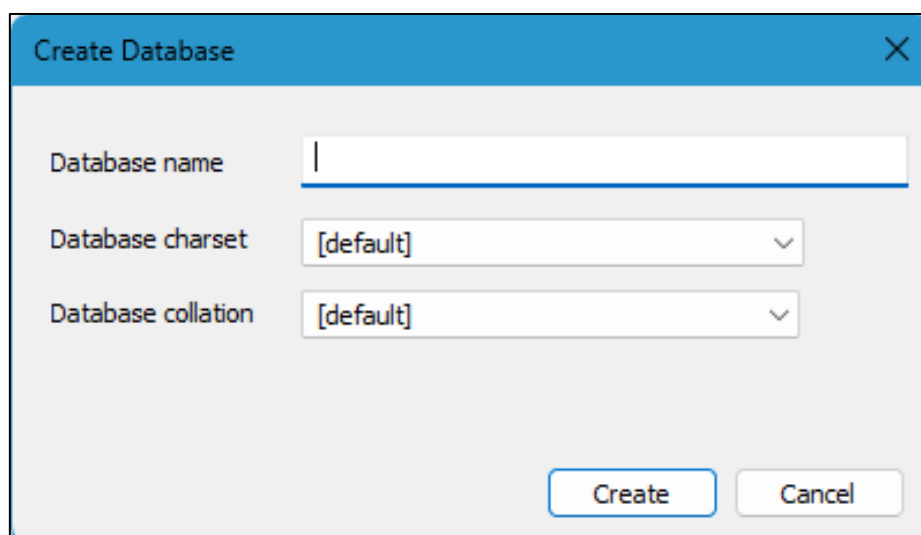 Create Database
Database name
Database charset [default]
Database collation [default]
Create Cancel